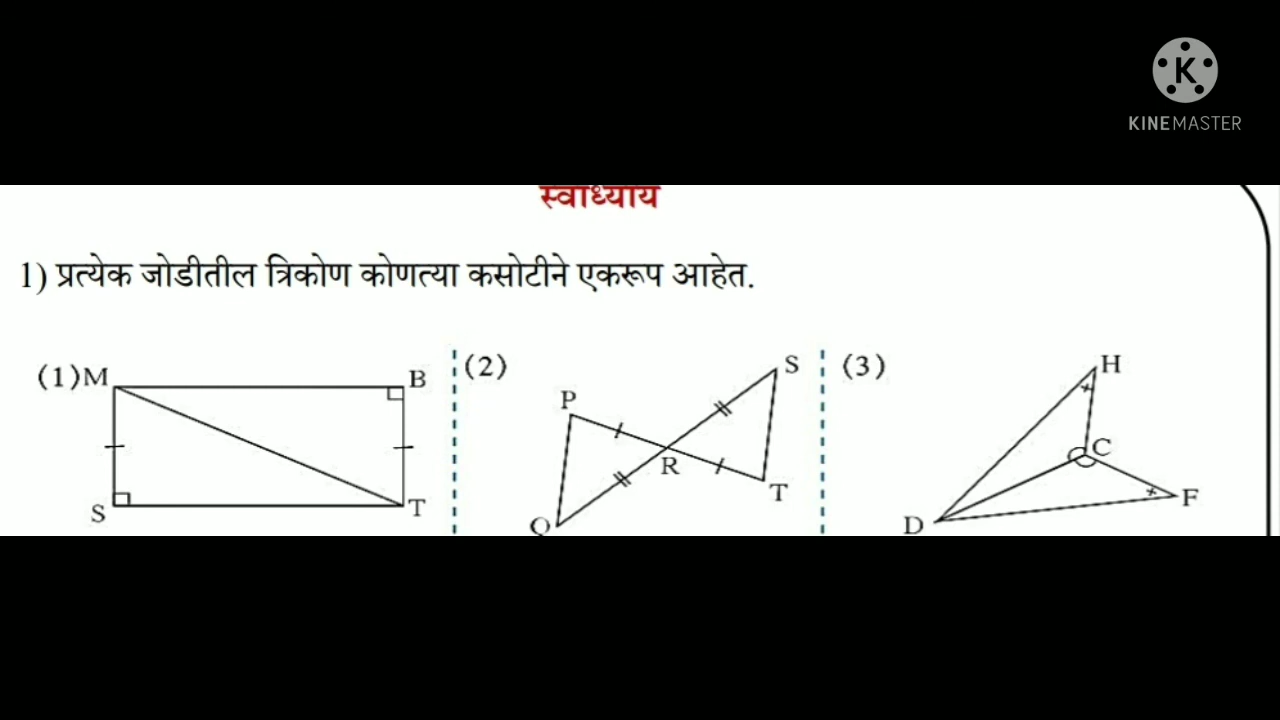 KINEMASTER
स्वाध्याय
1) प्रत्येक जोडीतील त्रिकोण कोणत्या कसोटीने एकरूप आहेत.
(1) M B S T
(2) P S R T Q
(3) H C F D